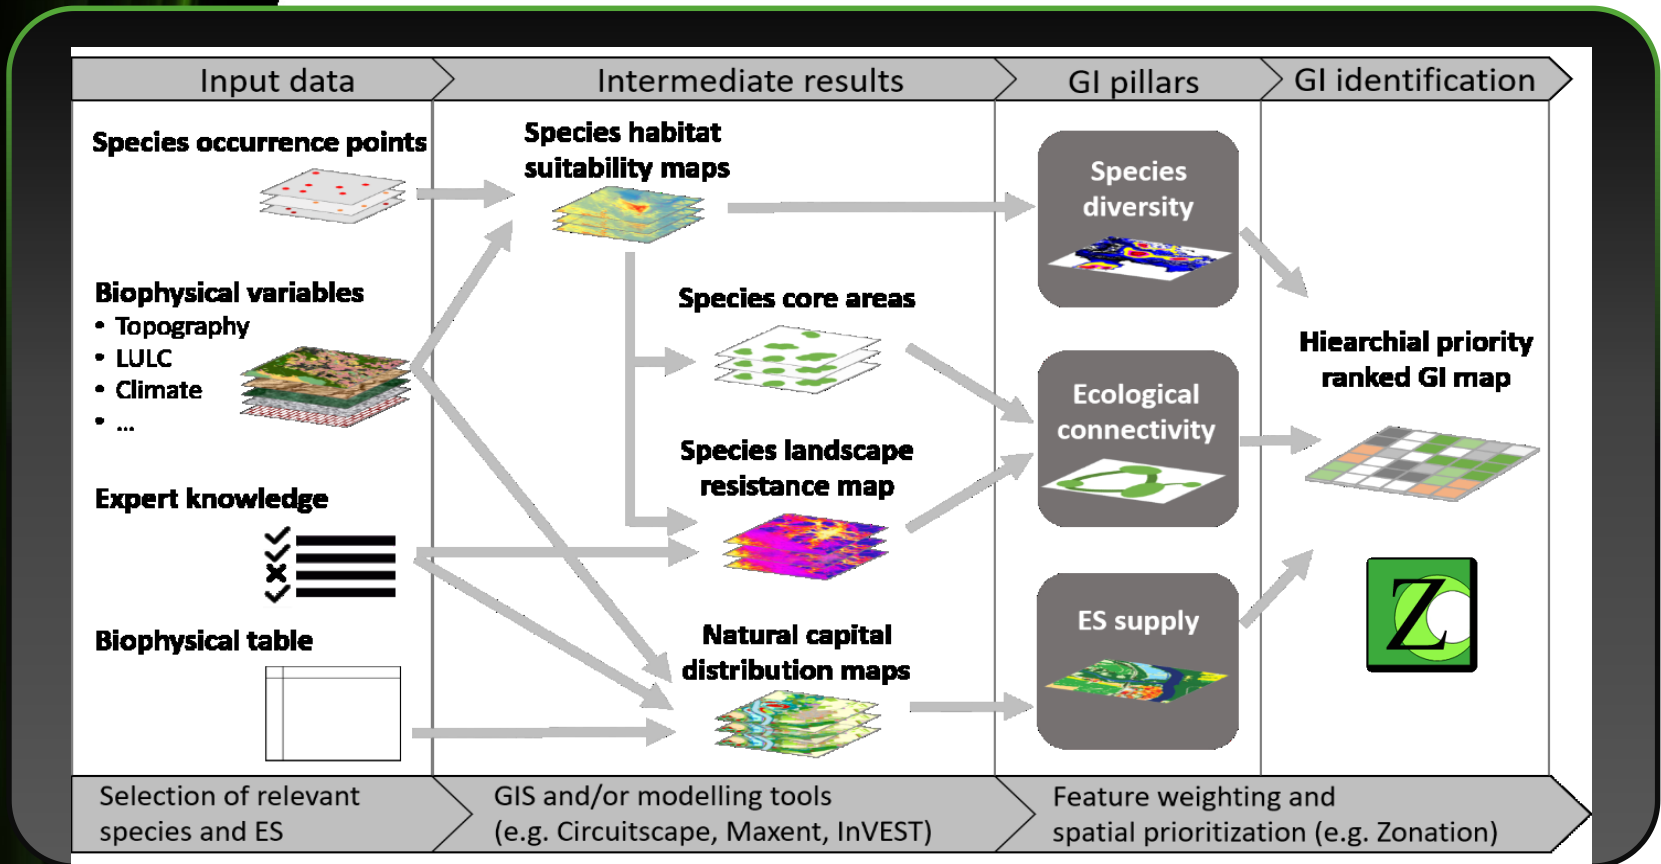 Input data
Intermediate results
GI pillars
GI identification
Species occurrence points
Species habitat
suitability maps
Species
diversity
Biophysical variables
• Topography
• LULC
• Climate
• ...
Species core areas
Hiearchial priority
ranked GI map
Ecological
connectivity
Species landscape
resistance map
Expert knowledge
Biophysical table
Natural capital
distribution maps
ES supply
Z
Selection of relevant
species and ES
GIS and/or modelling tools
(e.g. Circuitscape, Maxent, InVEST)
Feature weighting and
spatial prioritization (e.g. Zonation)